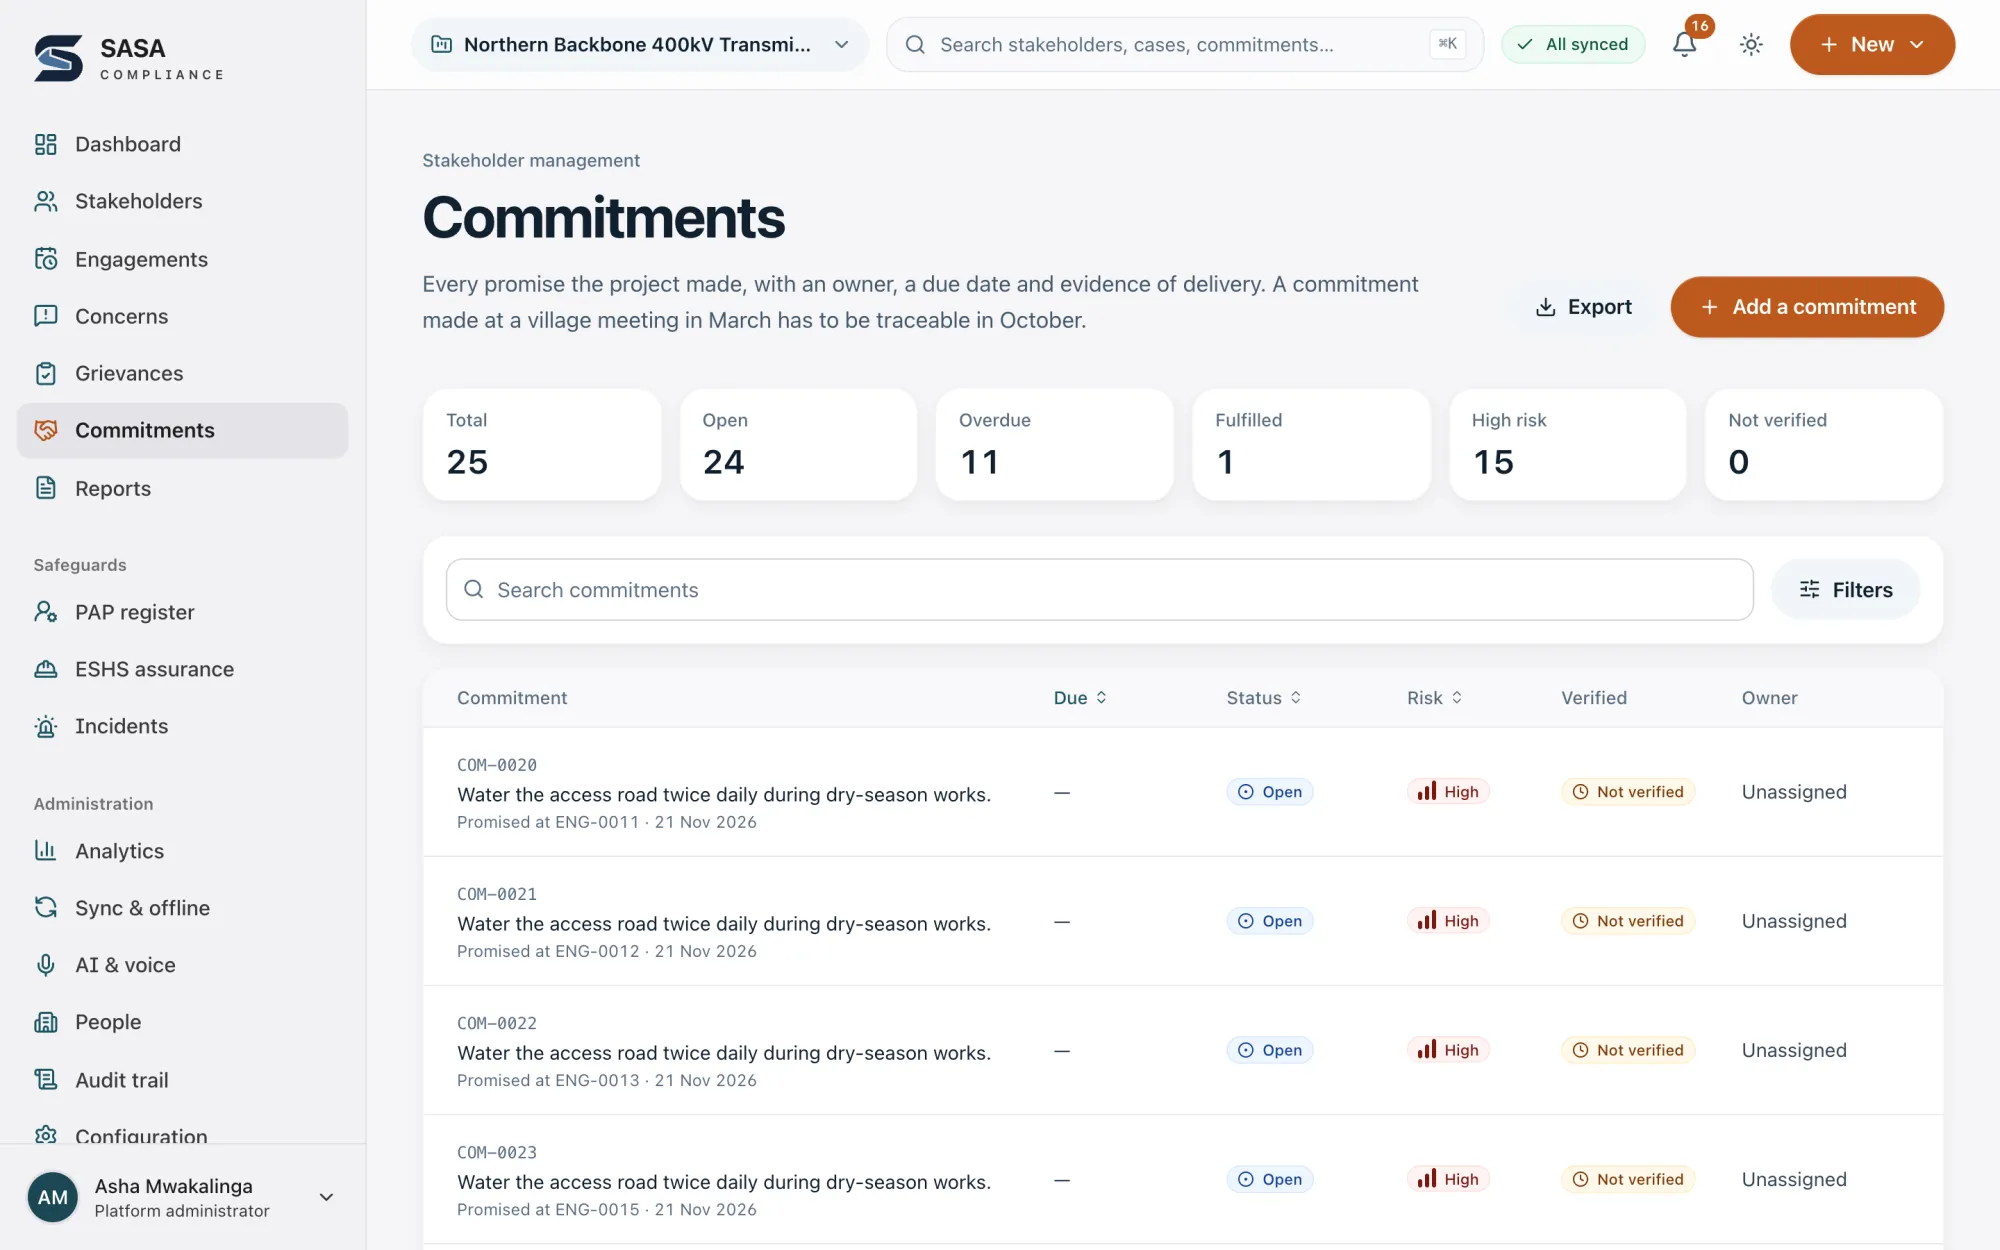 SASA
COMPLIANCE
Northern Backbone 400kV Transmi...
Search stakeholders, cases, commitments...
⌘K
All synced
16
New
Dashboard
Stakeholders
Engagements
Concerns
Grievances
Commitments
Reports
Safeguards
PAP register
ESHS assurance
Incidents
Administration
Analytics
Sync & offline
AI & voice
People
Audit trail
Configuration
AM
Asha Mwakalinga
Platform administrator
Stakeholder management
Commitments
Every promise the project made, with an owner, a due date and evidence of delivery. A commitment
made at a village meeting in March has to be traceable in October.
Export
Add a commitment
Total
25
Open
24
Overdue
11
Fulfilled
1
High risk
15
Not verified
0
Search commitments
Filters
Commitment Due Status Risk Verified Owner
COM-0020
Water the access road twice daily during dry-season works.
Promised at ENG-0011 · 21 Nov 2026
— Open High Not verified Unassigned
COM-0021
Water the access road twice daily during dry-season works.
Promised at ENG-0012 · 21 Nov 2026
— Open High Not verified Unassigned
COM-0022
Water the access road twice daily during dry-season works.
Promised at ENG-0013 · 21 Nov 2026
— Open High Not verified Unassigned
COM-0023
Water the access road twice daily during dry-season works.
Promised at ENG-0015 · 21 Nov 2026
— Open High Not verified Unassigned